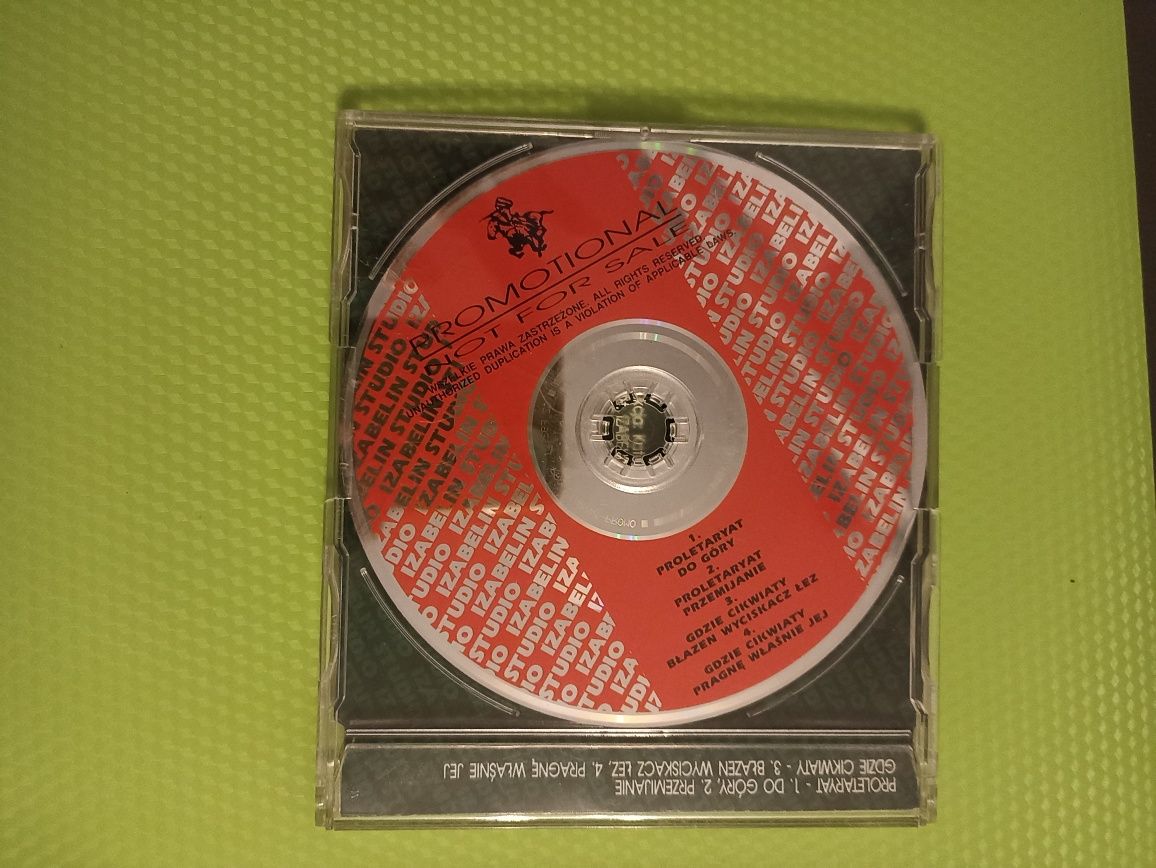 PROMOTIONAL
NOT FOR SALE
WSZELKIE PRAWA ZASTRZEŻONE. ALL RIGHTS RESERVED.
UNAUTHORIZED DUPLICATION IS A VIOLATION OF APPLICABLE LAWS.
IZABELIN STUDIO IZABELIN STUDIO
1.
PROLETARYAT
DO GÓRY
2.
PROLETARYAT
PRZEMIJANIE
3.
GDZIE CIKWIATY
BŁAZEN WYCISKACZ ŁEZ
4.
GDZIE CIKWIATY
PRAGNĘ WŁAŚNIE JEJ
PROLETARYAT - 1. DO GÓRY, 2. PRZEMIJANIE
GDZIE CIKWIATY - 3. BŁAZEN WYCISKACZ ŁEZ, 4. PRAGNĘ WŁAŚNIE JEJ